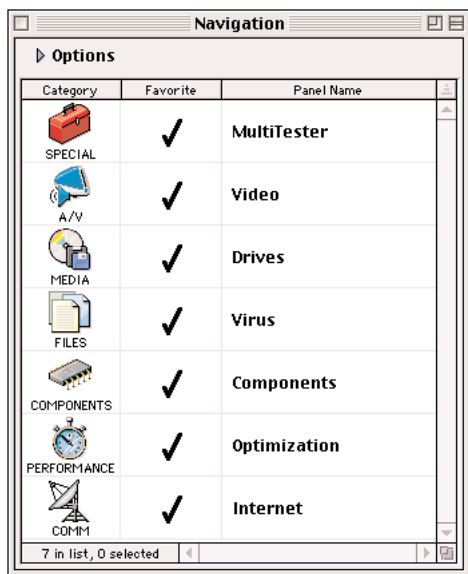 Navigation
Options
Category Favorite Panel Name
SPECIAL MultiTester
A/V Video
MEDIA Drives
FILES Virus
COMPONENTS Components
PERFORMANCE Optimization
COMM Internet
7 in list, 0 selected